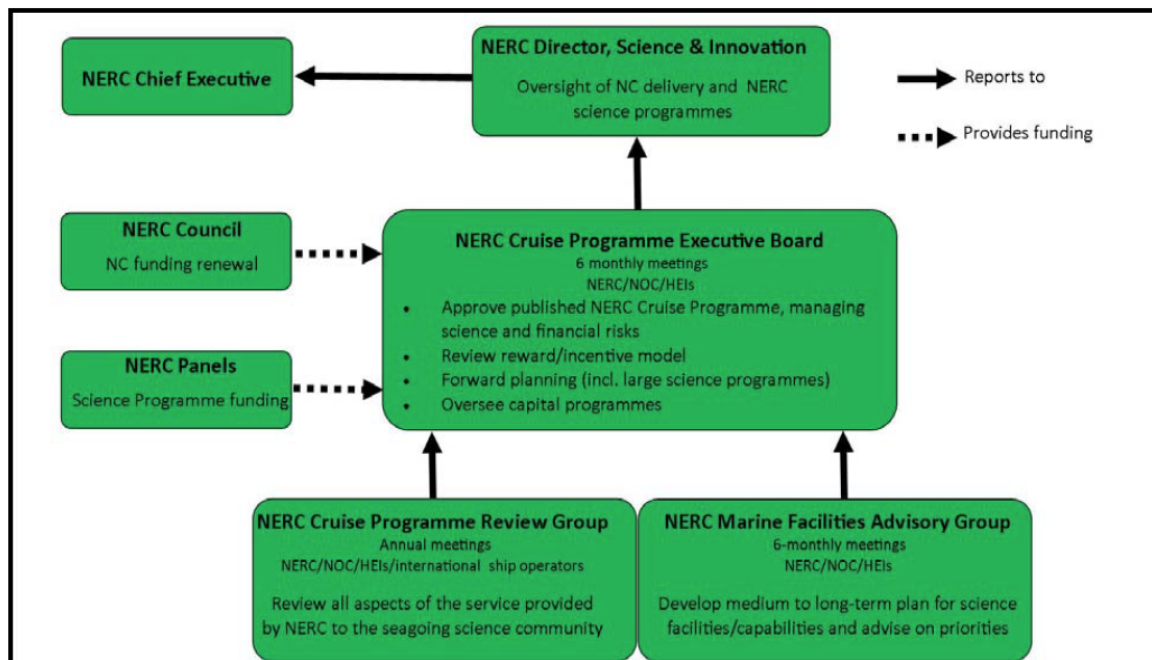 NERC Chief Executive
NERC Director, Science & Innovation
Oversight of NC delivery and NERC
science programmes
Reports to
Provides funding
NERC Council
NC funding renewal
NERC Panels
Science Programme funding
NERC Cruise Programme Executive Board
6 monthly meetings
NERC/NOC/HEIs
• Approve published NERC Cruise Programme, managing
science and financial risks
• Review reward/incentive model
• Forward planning (incl. large science programmes)
• Oversee capital programmes
NERC Cruise Programme Review Group
Annual meetings
NERC/NOC/HEIs/international ship operators
Review all aspects of the service provided
by NERC to the seagoing science community
NERC Marine Facilities Advisory Group
6-monthly meetings
NERC/NOC/HEIs
Develop medium to long-term plan for science
facilities/capabilities and advise on priorities